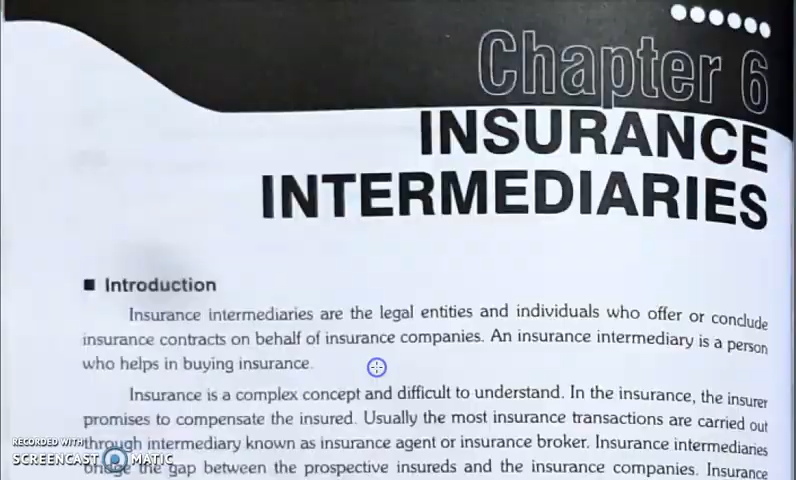 Chapter 6
INSURANCE
INTERMEDIARIES
■ Introduction
Insurance intermediaries are the legal entities and individuals who offer or conclude
insurance contracts on behalf of insurance companies. An insurance intermediary is a person
who helps in buying insurance.
Insurance is a complex concept and difficult to understand. In the insurance, the insurer
promises to compensate the insured. Usually the most insurance transactions are carried out
through intermediary known as insurance agent or insurance broker. Insurance intermediaries
bridge the gap between the prospective insureds and the insurance companies. Insurance
RECORDED WITH
SCREENCAST MATIC